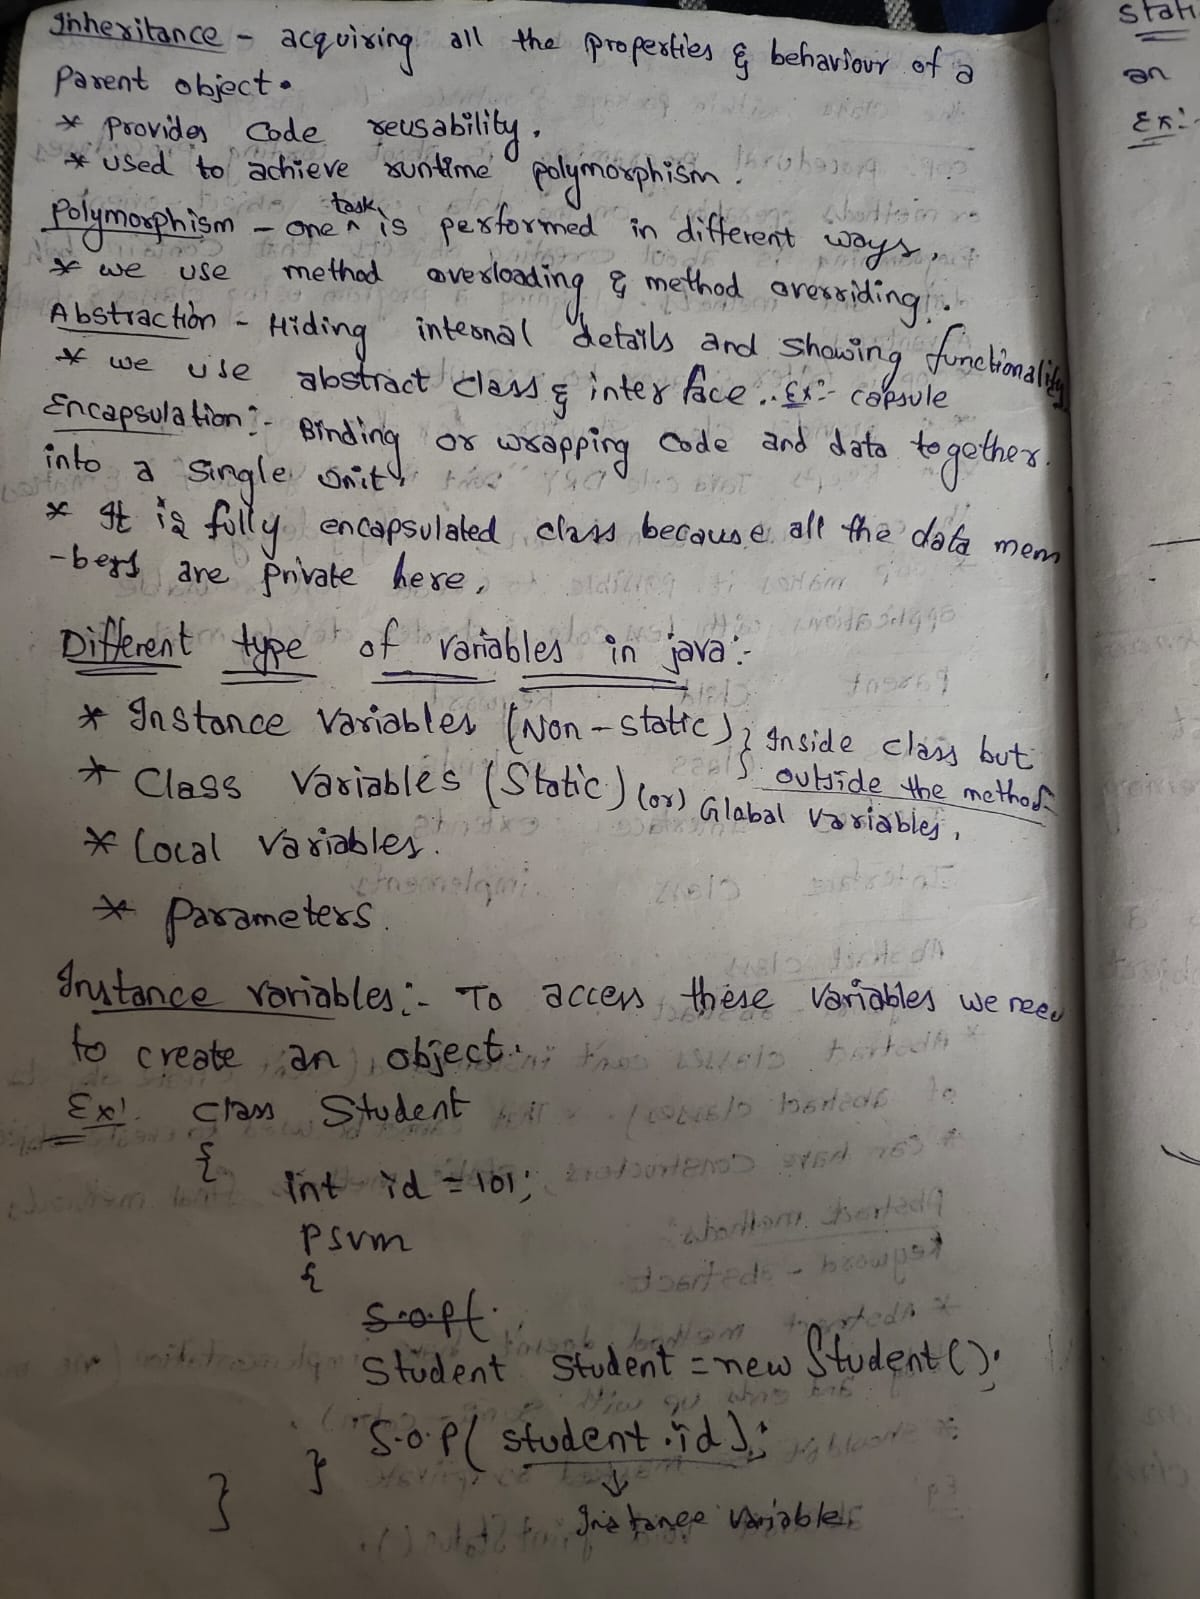 Inheritance - acquiring all the properties & behaviour of a
Parent object.
* Provides Code reusability.
* used to achieve runtime polymorphism.
Polymorphism - one task is performed in different ways.
* we use method overloading & method overriding.
Abstraction - Hiding internal details and showing functionality
* we use abstract class & interface.. Ex:- capsule
Encapsulation:- Binding or wrapping code and data together.
into a single unit.
* It is fully encapsulated class because all the data mem
-bers are private here.
Different type of variables in java:-
* Instance Variables (Non-static) } Inside class but
* Class Variables (Static) outside the method
(or) Global Variables.
* Local Variables.
* Parameters.
Instance variables:- To access these variables we need
to create an object.
Ex! class Student
{
int id = 101;
psvm
{
S.o.p(.
Student Student = new Student();
S.o.p( student.id );
}
}
Instance variable
Stati
an
Ex:-